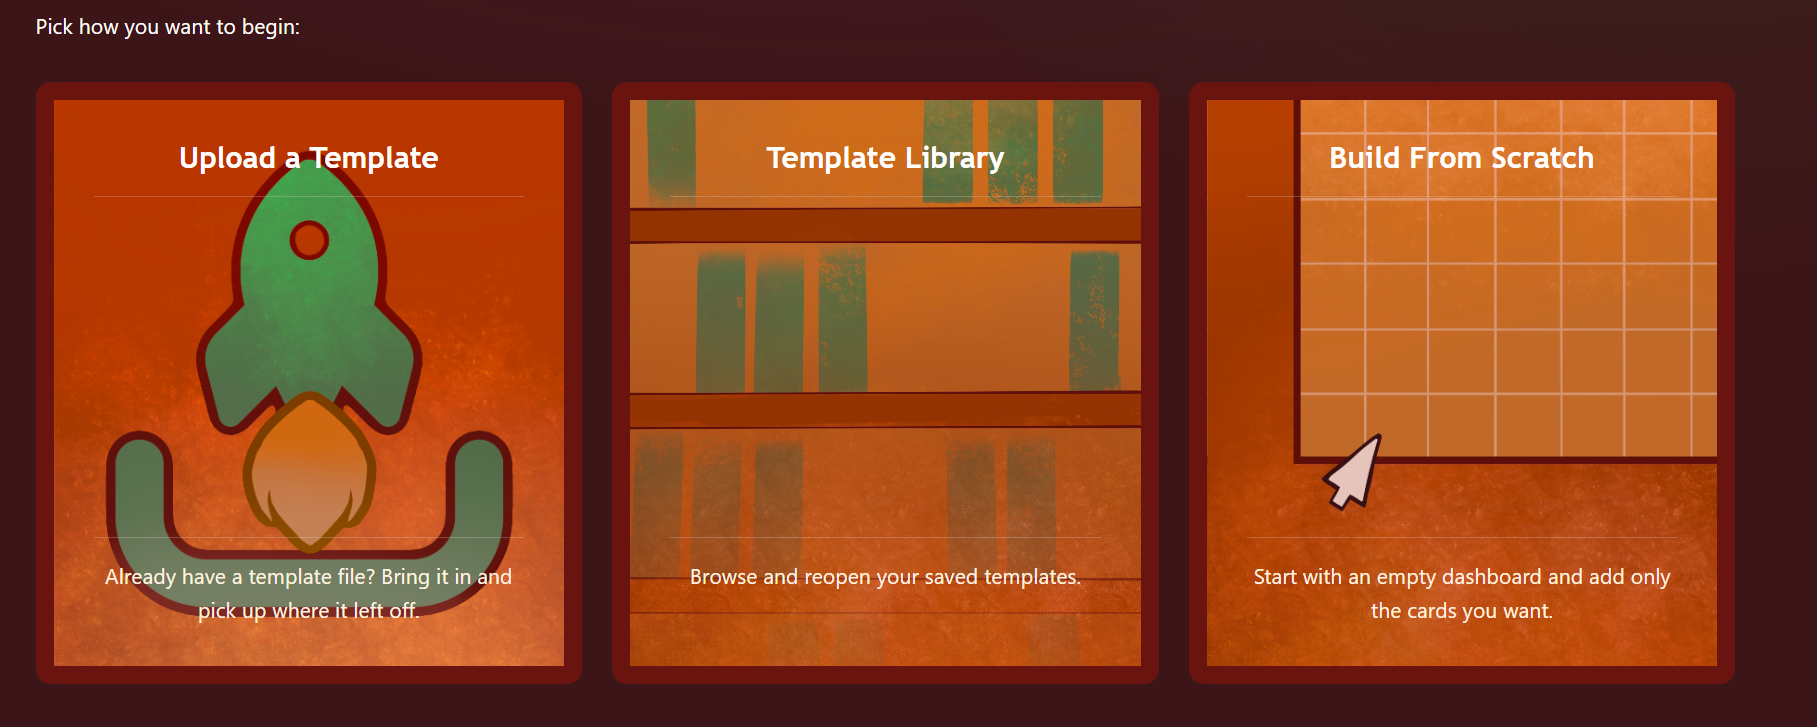 Pick how you want to begin:
Upload a Template
Already have a template file? Bring it in and
pick up where it left off.
Template Library
Browse and reopen your saved templates.
Build From Scratch
Start with an empty dashboard and add only
the cards you want.